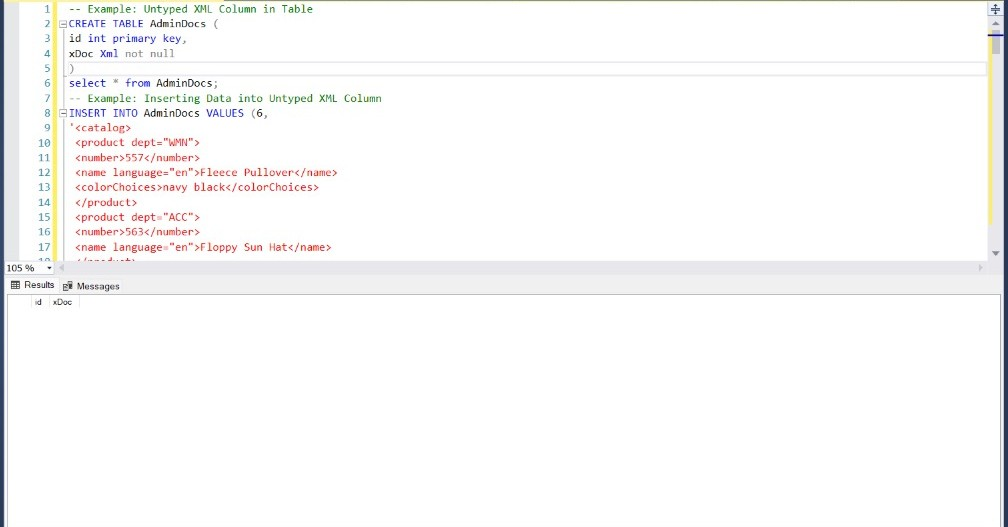 1 -- Example: Untyped XML Column in Table
2 CREATE TABLE AdminDocs (
3 id int primary key,
4 xDoc Xml not null
5 )
6 select * from AdminDocs;
7 -- Example: Inserting Data into Untyped XML Column
8 INSERT INTO AdminDocs VALUES (6,
9 '<catalog>
10 <product dept="WMN">
11 <number>557</number>
12 <name language="en">Fleece Pullover</name>
13 <colorChoices>navy black</colorChoices>
14 </product>
15 <product dept="ACC">
16 <number>563</number>
17 <name language="en">Floppy Sun Hat</name>
105 %
Results Messages
id xDoc